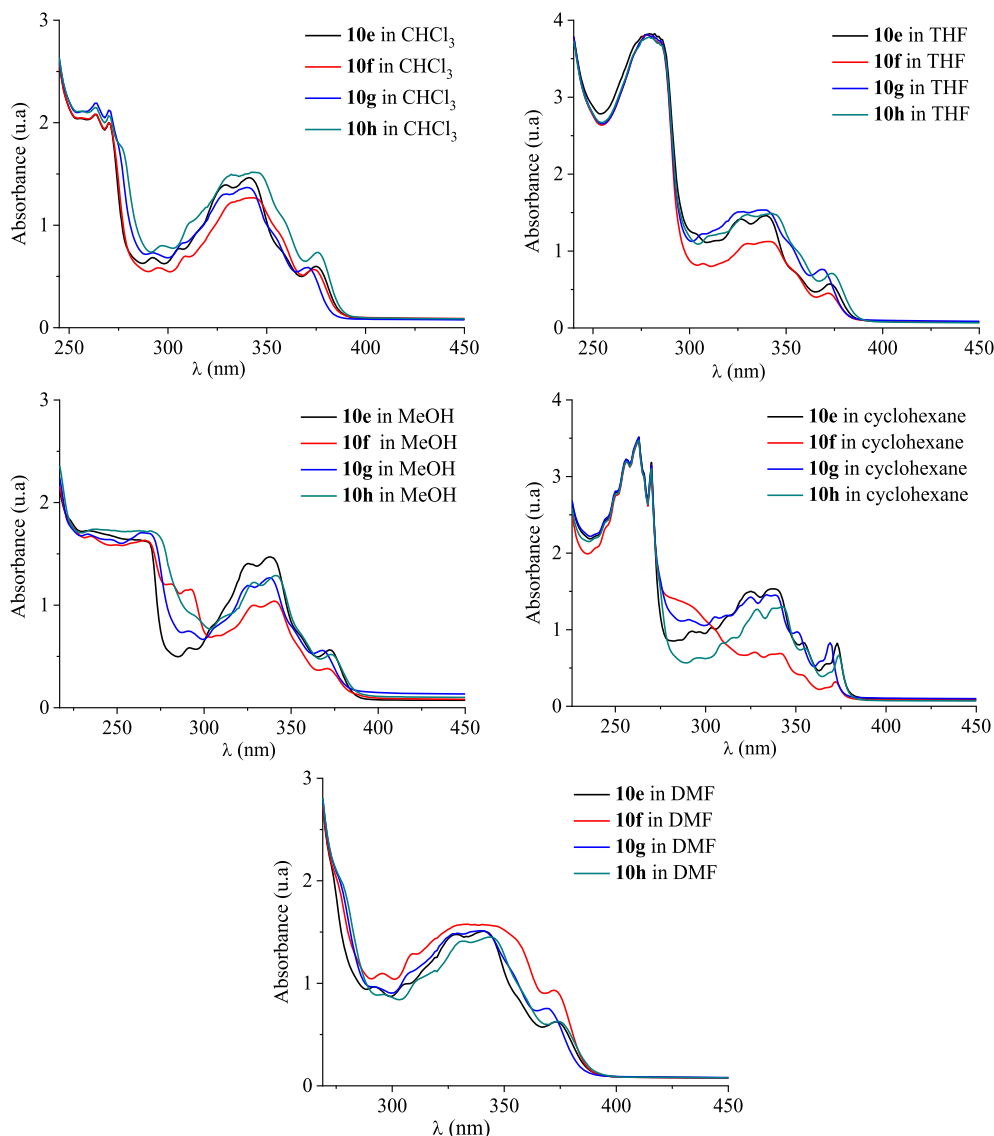 10e in CHCl3
10f in CHCl3
10g in CHCl3
10h in CHCl3
Absorbance (u.a)
3
2
1
0
250 300 350 400 450
λ (nm)
10e in THF
10f in THF
10g in THF
10h in THF
Absorbance (u.a)
4
3
2
1
0
300 350 400 450
λ (nm)
10e in MeOH
10f in MeOH
10g in MeOH
10h in MeOH
Absorbance (u.a)
3
2
1
0
250 300 350 400 450
λ (nm)
10e in cyclohexane
10f in cyclohexane
10g in cyclohexane
10h in cyclohexane
Absorbance (u.a)
4
3
2
1
0
250 300 350 400 450
λ (nm)
10e in DMF
10f in DMF
10g in DMF
10h in DMF
Absorbance (u.a)
3
2
1
0
300 350 400 450
λ (nm)